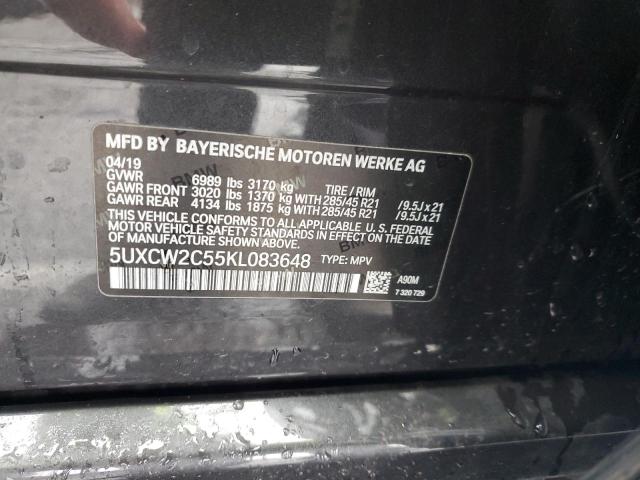 MFD BY BAYERISCHE MOTOREN WERKE AG
04/19
GVWR 6989 lbs 3170 kg TIRE / RIM
GAWR FRONT 3020 lbs 1370 kg WITH 285/45 R21 /9.5J x 21
GAWR REAR 4134 lbs 1875 kg WITH 285/45 R21 /9.5J x 21
THIS VEHICLE CONFORMS TO ALL APPLICABLE U.S. FEDERAL
MOTOR VEHICLE SAFETY STANDARDS IN EFFECT ON THE
DATE OF MANUFACTURE SHOWN ABOVE.
5UXCW2C55KL083648 TYPE: MPV
A90M
7 320 729